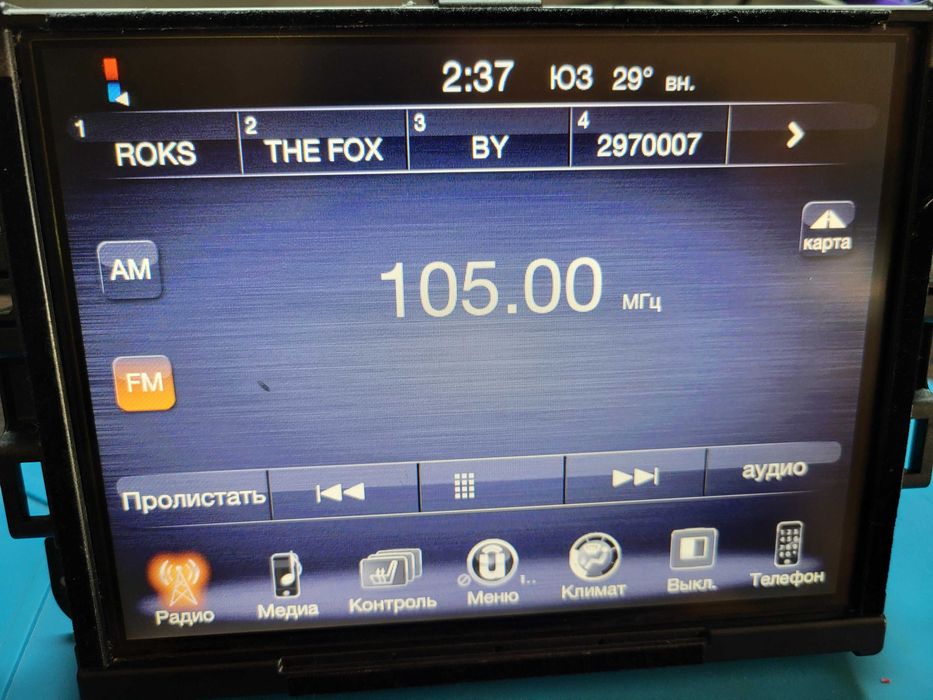 2:37 ЮЗ 29° вн.
1 ROKS 2 THE FOX 3 BY 4 2970007
карта
AM
105.00 МГц
FM
Пролистать аудио
Радио Медиа Контроль Меню Климат Выкл. Телефон